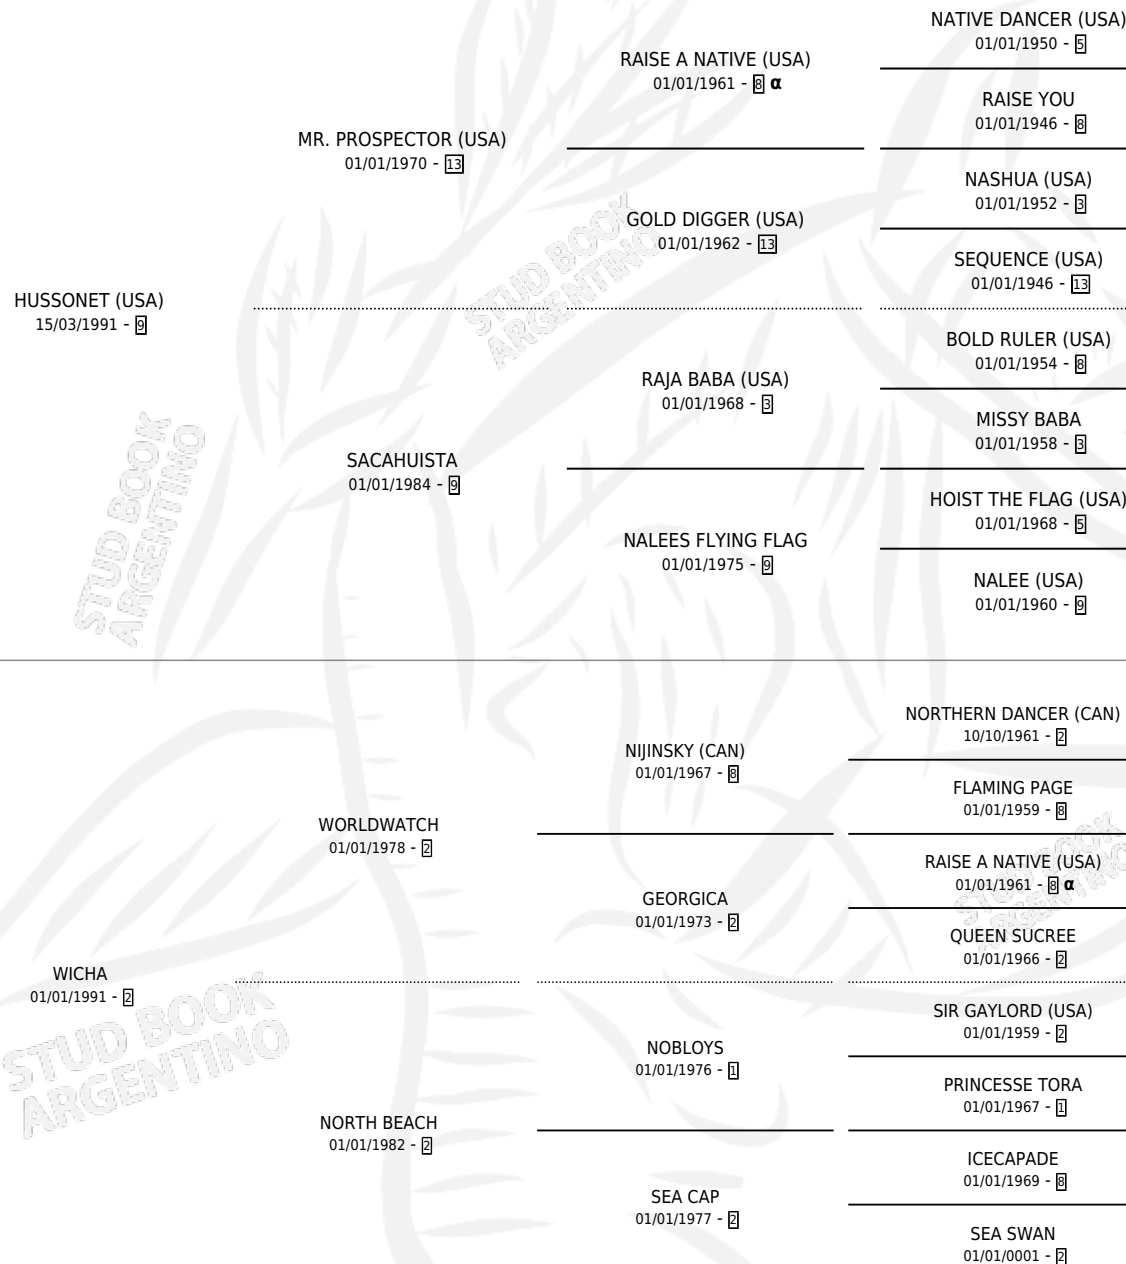 NATIVE DANCER (USA)
01/01/1950 - 5
RAISE A NATIVE (USA)
01/01/1961 - 8 α
RAISE YOU
01/01/1946 - 8
MR. PROSPECTOR (USA)
01/01/1970 - 13
NASHUA (USA)
01/01/1952 - 3
GOLD DIGGER (USA)
01/01/1962 - 13
SEQUENCE (USA)
01/01/1946 - 13
HUSSONET (USA)
15/03/1991 - 9
STUD BOOK
ARGENTINO
BOLD RULER (USA)
01/01/1954 - 8
RAJA BABA (USA)
01/01/1968 - 3
MISSY BABA
01/01/1958 - 3
SACAHUISTA
01/01/1984 - 9
HOIST THE FLAG (USA)
01/01/1968 - 5
NALEES FLYING FLAG
01/01/1975 - 9
NALEE (USA)
01/01/1960 - 9
STUD BOOK
ARGENTINO
NORTHERN DANCER (CAN)
10/10/1961 - 2
NIJINSKY (CAN)
01/01/1967 - 8
FLAMING PAGE
01/01/1959 - 8
WORLDWATCH
01/01/1978 - 2
RAISE A NATIVE (USA)
01/01/1961 - 8 α
GEORGICA
01/01/1973 - 2
QUEEN SUCREE
01/01/1966 - 2
STUD BOOK
ARGENTINO
WICHA
01/01/1991 - 2
SIR GAYLORD (USA)
01/01/1959 - 2
NOBLOYS
01/01/1976 - 1
PRINCESSE TORA
01/01/1967 - 1
STUD BOOK
ARGENTINO
NORTH BEACH
01/01/1982 - 2
ICECAPADE
01/01/1969 - 8
SEA CAP
01/01/1977 - 2
SEA SWAN
01/01/0001 - 2